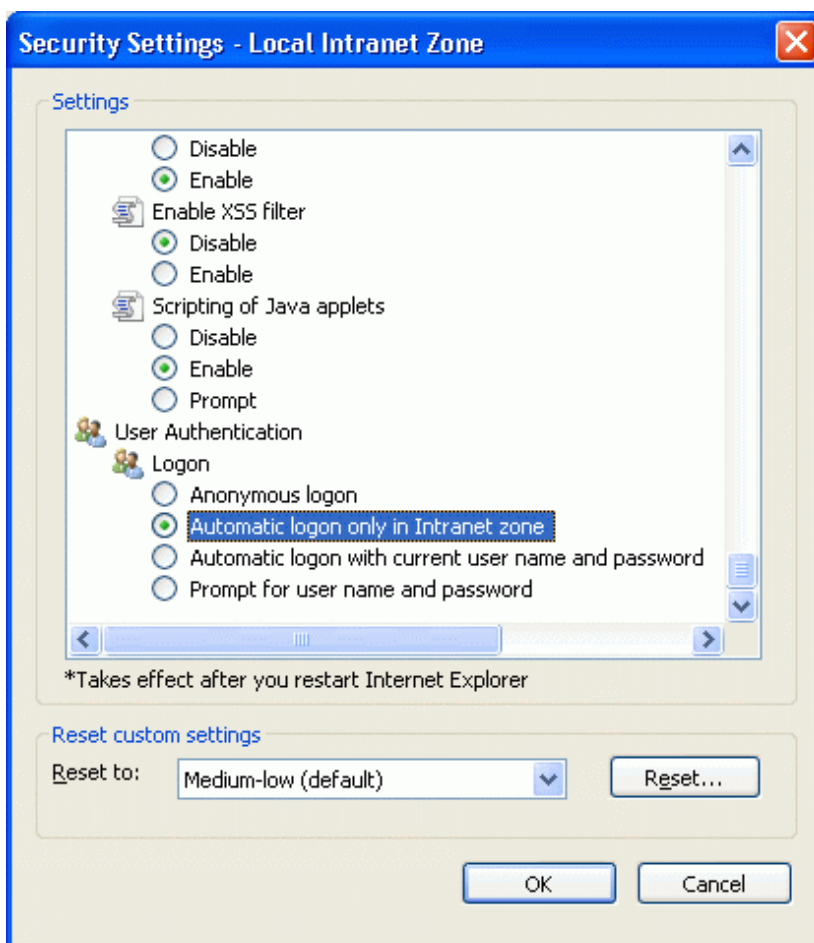 Security Settings - Local Intranet Zone
Settings
Disable
Enable
Enable XSS filter
Disable
Enable
Scripting of Java applets
Disable
Enable
Prompt
User Authentication
Logon
Anonymous logon
Automatic logon only in Intranet zone
Automatic logon with current user name and password
Prompt for user name and password
*Takes effect after you restart Internet Explorer
Reset custom settings
Reset to: Medium-low (default) Reset...
OK Cancel